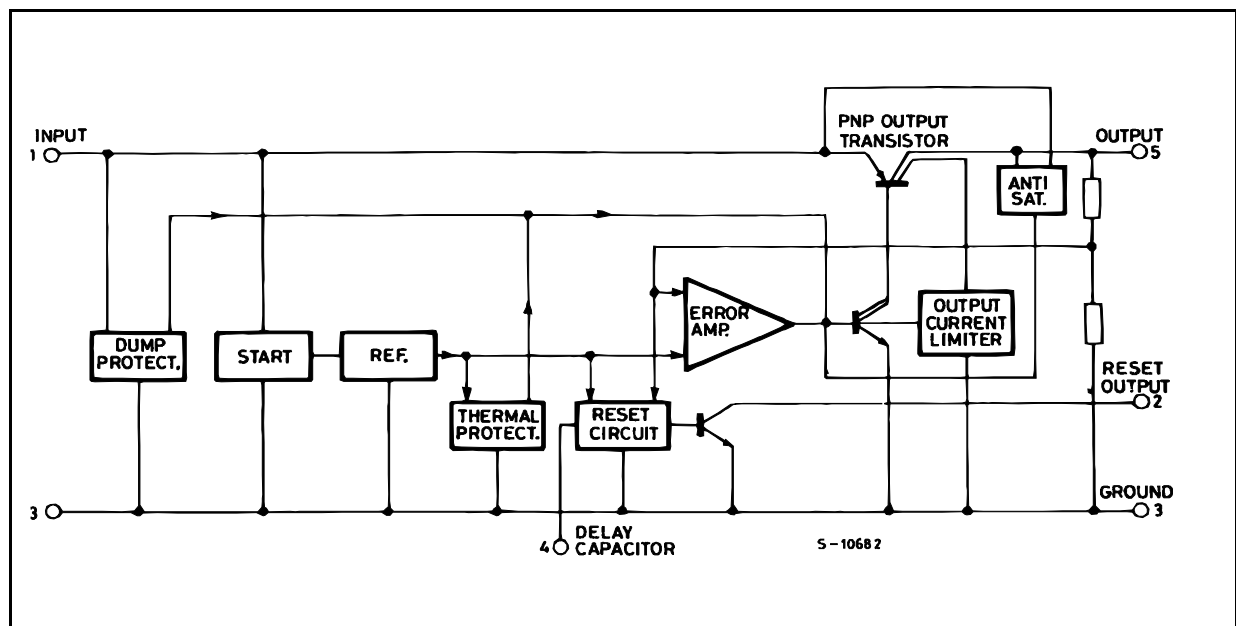 PNP OUTPUT
TRANSISTOR
INPUT
1
OUTPUT
5
ANTI
SAT.
ERROR
AMP.
OUTPUT
CURRENT
LIMITER
DUMP
PROTECT.
START
REF.
RESET
OUTPUT
2
THERMAL
PROTECT.
RESET
CIRCUIT
3
GROUND
3
4
DELAY
CAPACITOR
S-10682